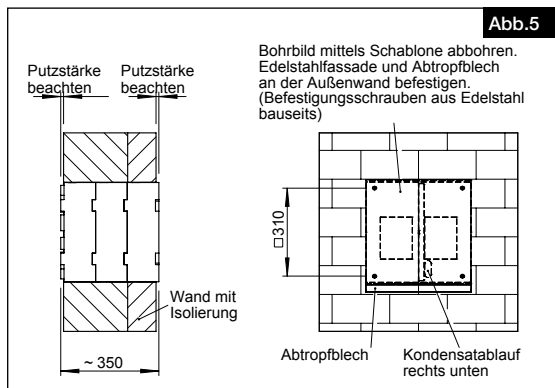 Abb.5
Bohrbild mittels Schablone abbohren.
Edelstahlfassade und Abtropfblech
an der Außenwand befestigen.
(Befestigungsschrauben aus Edelstahl
bauseits)
Putzstärke
beachten
Putzstärke
beachten
□310
Wand mit
Isolierung
~ 350
Abtropfblech
Kondensatablauf
rechts unten